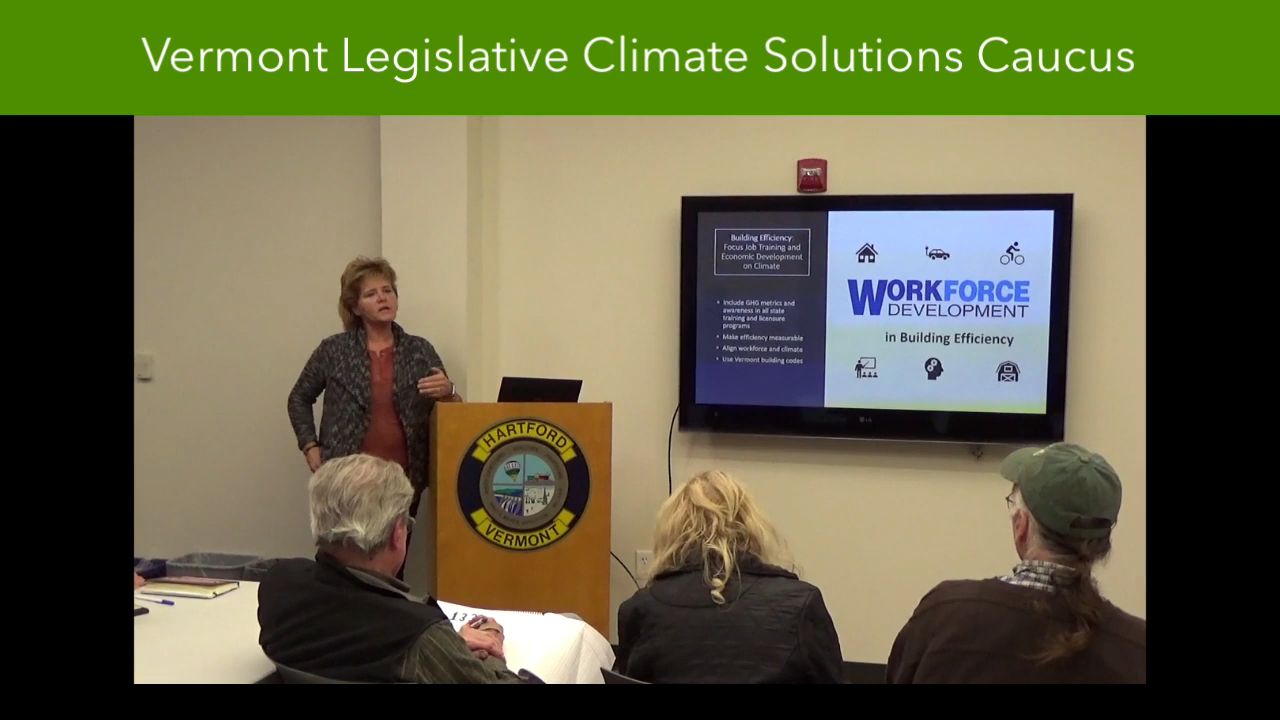 Vermont Legislative Climate Solutions Caucus
Building Efficiency:
Focus Job Training and
Economic Development
on Climate
• Include GHG metrics and
awareness in all state
training and licensure
programs
• Make efficiency measurable
• Align workforce and climate
• Use Vermont building codes
WORKFORCE
DEVELOPMENT
in Building Efficiency
LG
HARTFORD
VERMONT
13